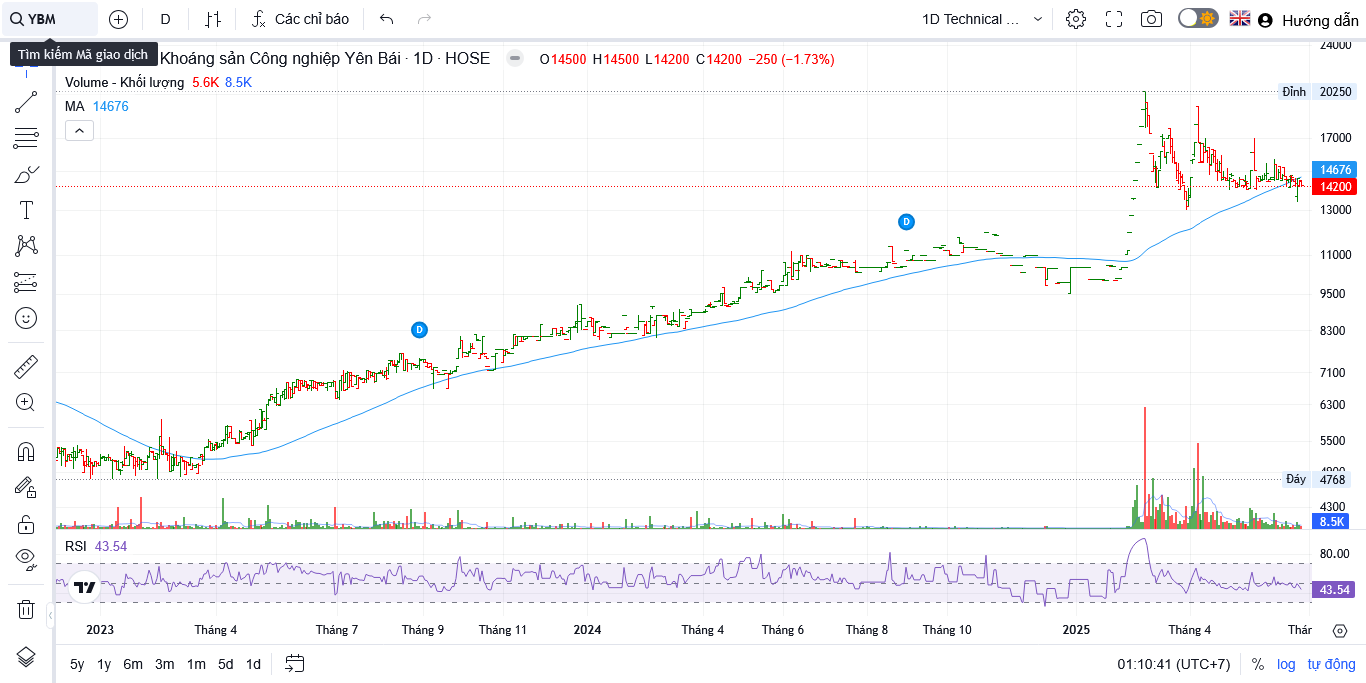 YBM D Các chỉ báo 1D Technical ... Hướng dẫn
Tìm kiếm Mã giao dịch
Khoáng sản Công nghiệp Yên Bái · 1D · HOSE O14500 H14500 L14200 C14200 −250 (−1.73%)
Volume - Khối lượng 5.6K 8.5K
MA 14676
24000
Đỉnh 20250
17000
14676
14200
13000
D
11000
9500
D
8300
7100
6300
5500
4900
Đáy 4768
4300
8.5K
RSI 43.54
80.00
43.54
2023 Tháng 4 Tháng 7 Tháng 9 Tháng 11 2024 Tháng 4 Tháng 6 Tháng 8 Tháng 10 2025 Tháng 4 Thár
5y 1y 6m 3m 1m 5d 1d 01:10:41 (UTC+7) % log tự động